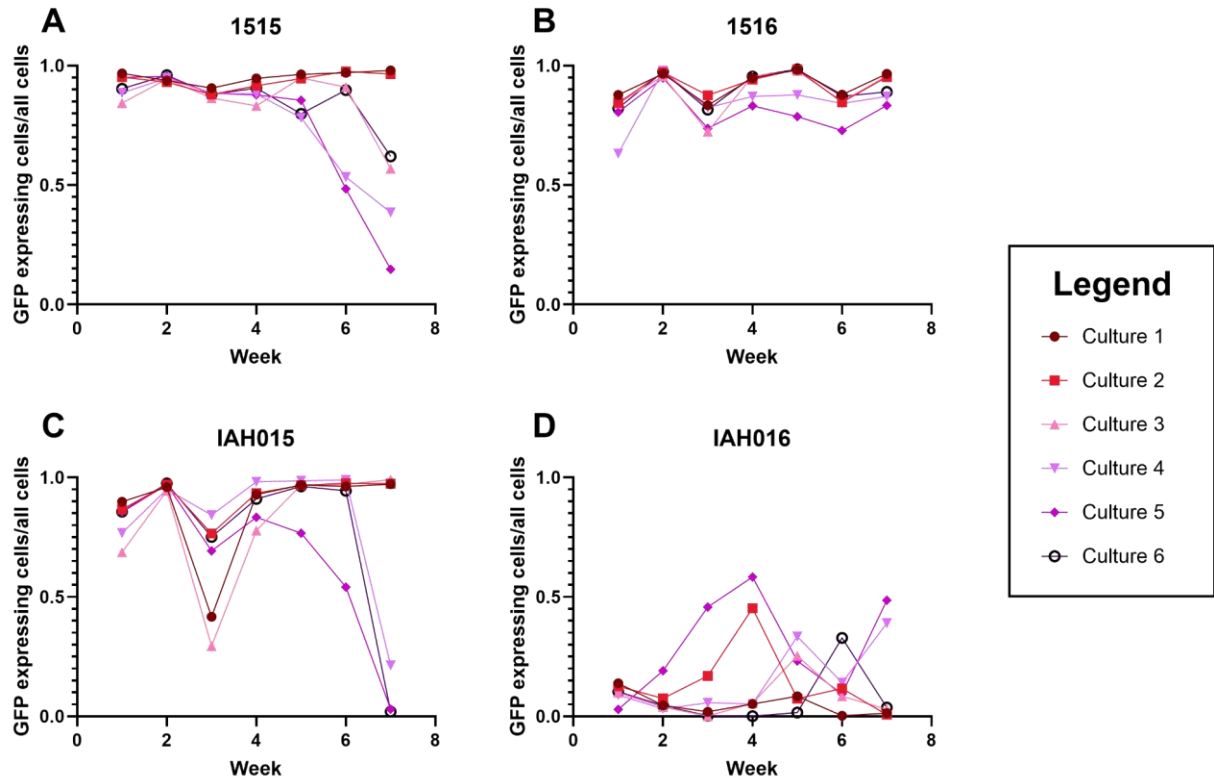 A
1515
GFP expressing cells/all cells
1.0
0.5
0.0
0 2 4 6 8
Week
B
1516
GFP expressing cells/all cells
1.0
0.5
0.0
0 2 4 6 8
Week
C
IAH015
GFP expressing cells/all cells
1.0
0.5
0.0
0 2 4 6 8
Week
D
IAH016
GFP expressing cells/all cells
1.0
0.5
0.0
0 2 4 6 8
Week
Legend
Culture 1
Culture 2
Culture 3
Culture 4
Culture 5
Culture 6